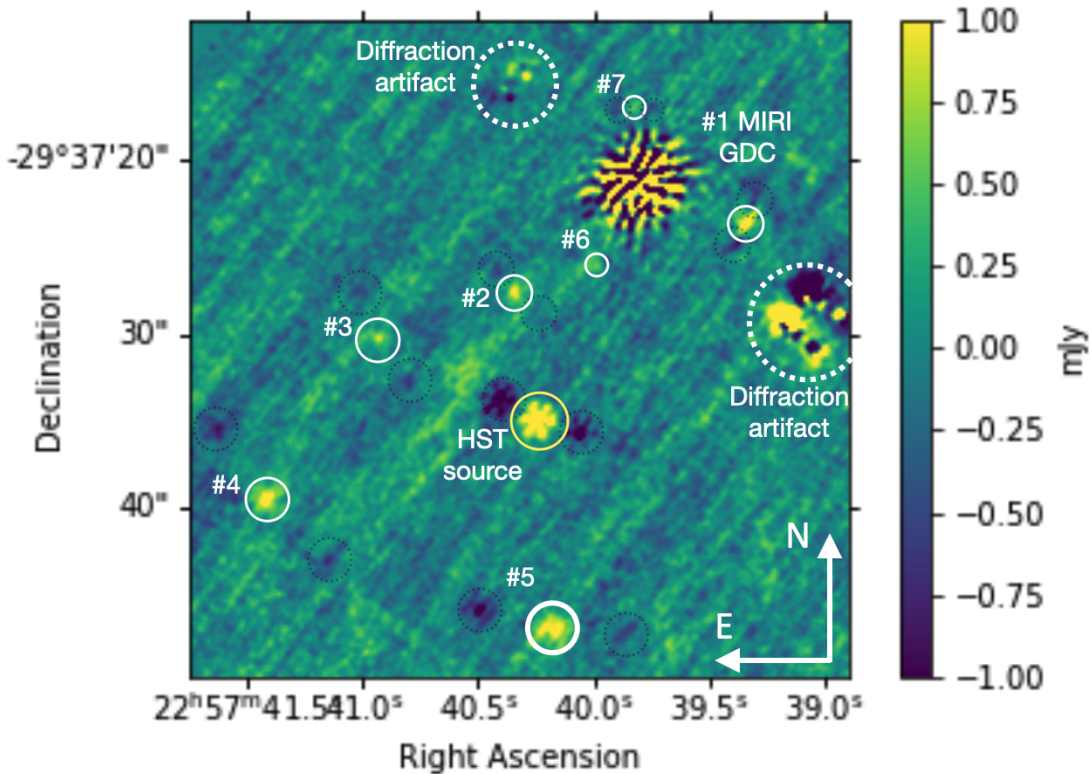 Diffraction
artifact
#7
#1 MIRI
GDC
#6
#2
#3
HST
source
Diffraction
artifact
#4
#5
N
E
-29°37'20"
30"
40"
Declination
22ʰ57ᵐ41.5ˢ
41.0ˢ
40.5ˢ
40.0ˢ
39.5ˢ
39.0ˢ
Right Ascension
1.00
0.75
0.50
0.25
0.00
−0.25
−0.50
−0.75
−1.00
mJy